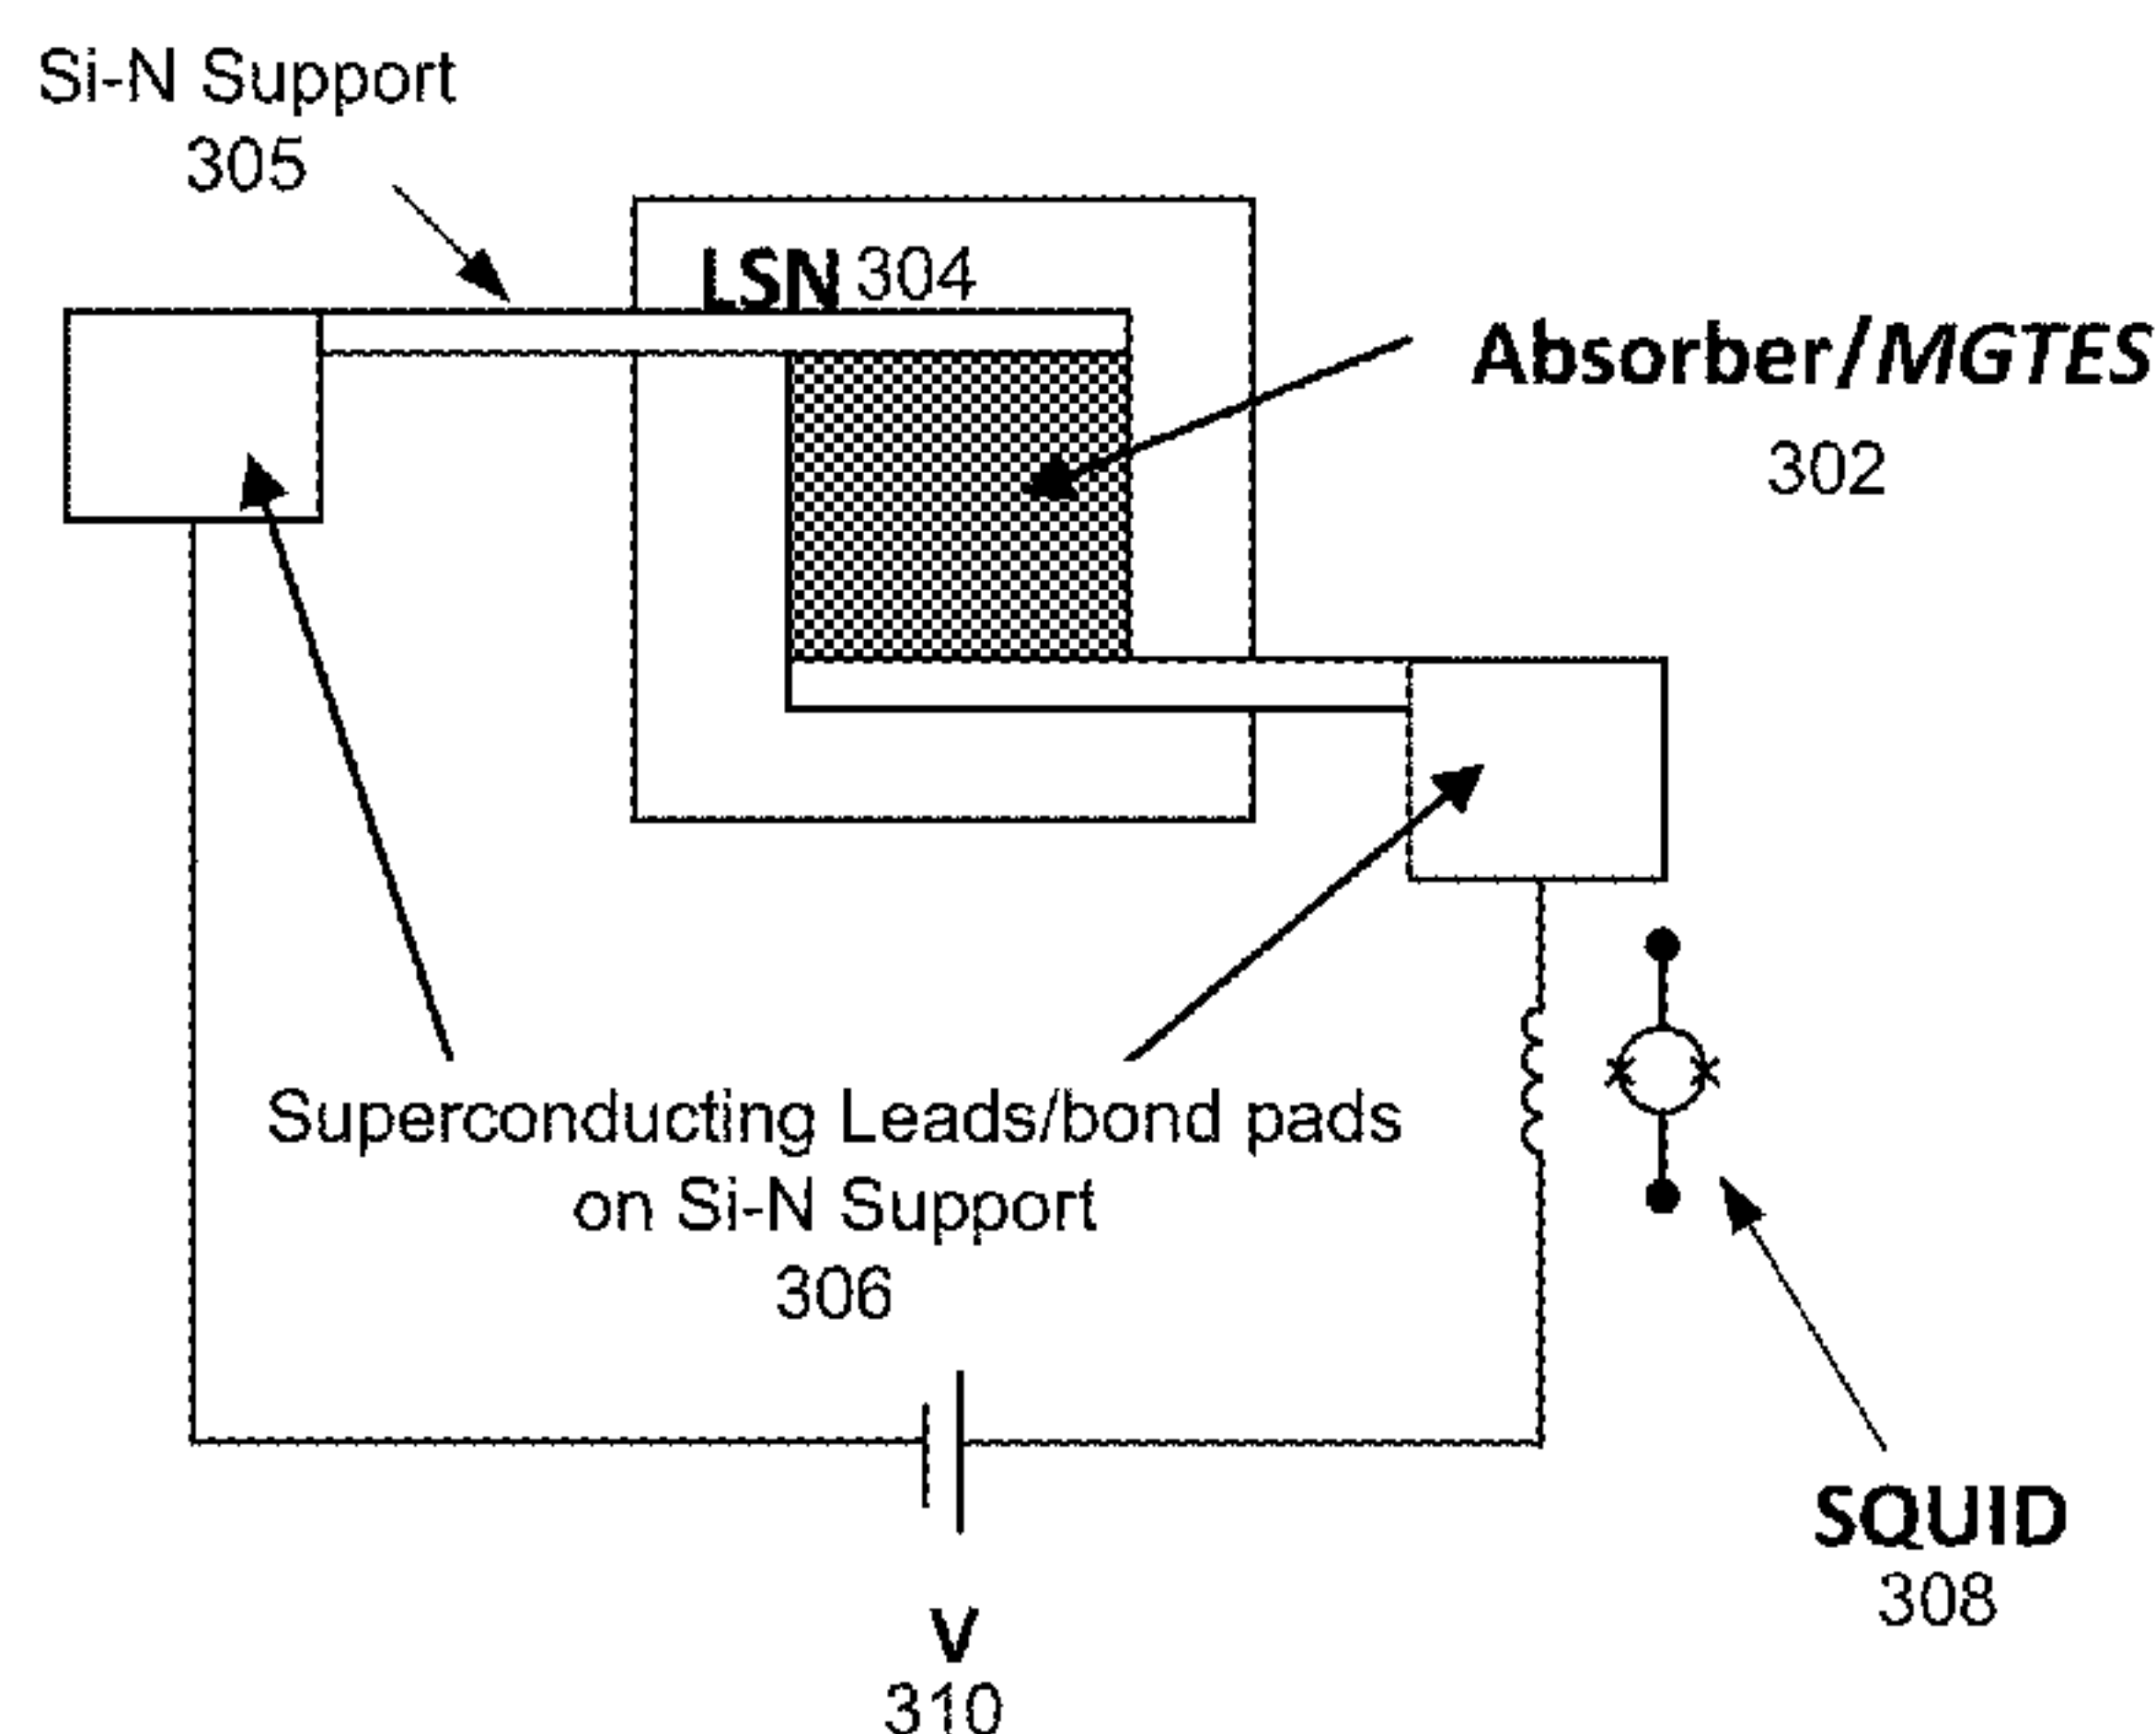 Si-N Support
305
LSN 304
Absorber/MGTES
302
Superconducting Leads/bond pads
on Si-N Support
306
SQUID
308
V
310